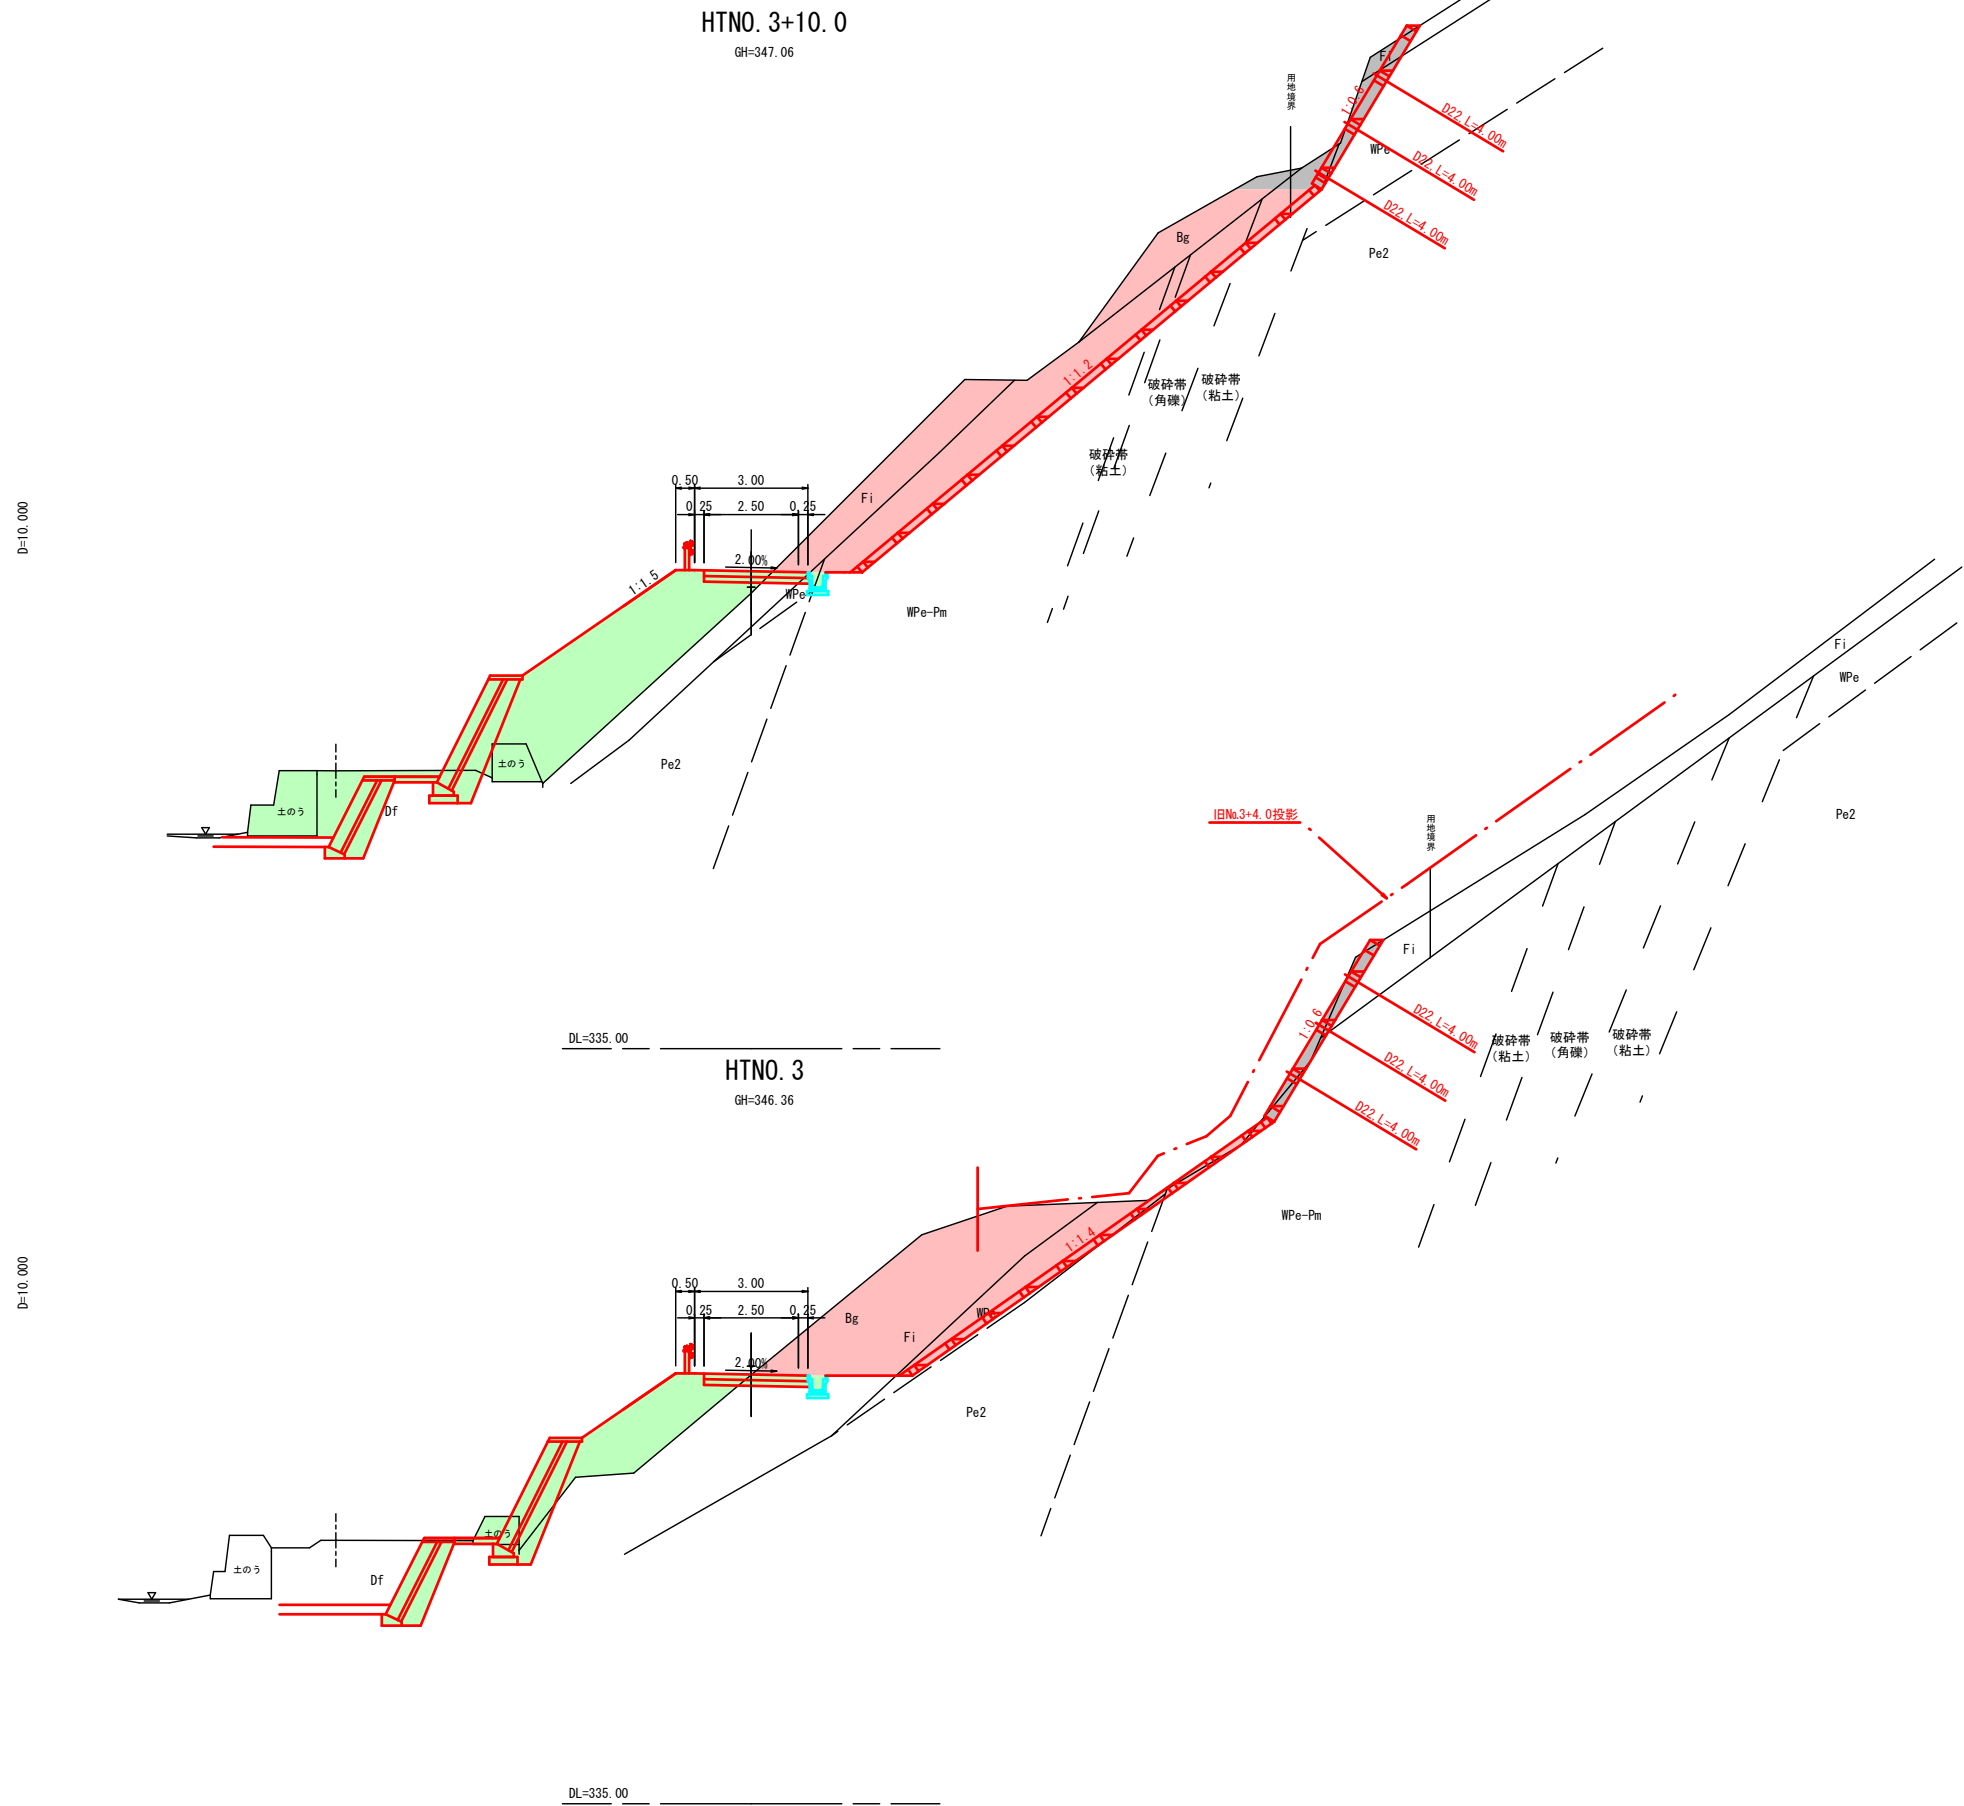 HTNO. 3+10.0
GH=347.06
用地境界
Fi
1:0.6
D22, L=4.00m
D22, L=4.00m
D22, L=4.00m
WPe
Bg
Pe2
1:1.2
破砕帯
（角礫）
破砕帯
（粘土）
破砕帯
（粘土）
D=10.000
0.50
3.00
0.25
2.50
0.25
Fi
2.00%
1:1.5
WPe
WPe-Pm
Pe2
土のう
土のう
Df
DL=335.00
HTNO. 3
GH=346.36
Fi
WPe
Pe2
旧No.3+4.0投影
用地境界
Fi
1:0.6
D22, L=4.00m
D22, L=4.00m
D22, L=4.00m
破砕帯
（粘土）
破砕帯
（角礫）
破砕帯
（粘土）
WPe-Pm
1:1.4
D=10.000
0.50
3.00
0.25
2.50
0.25
Bg
Fi
WPe
2.00%
Pe2
土のう
土のう
Df
DL=335.00